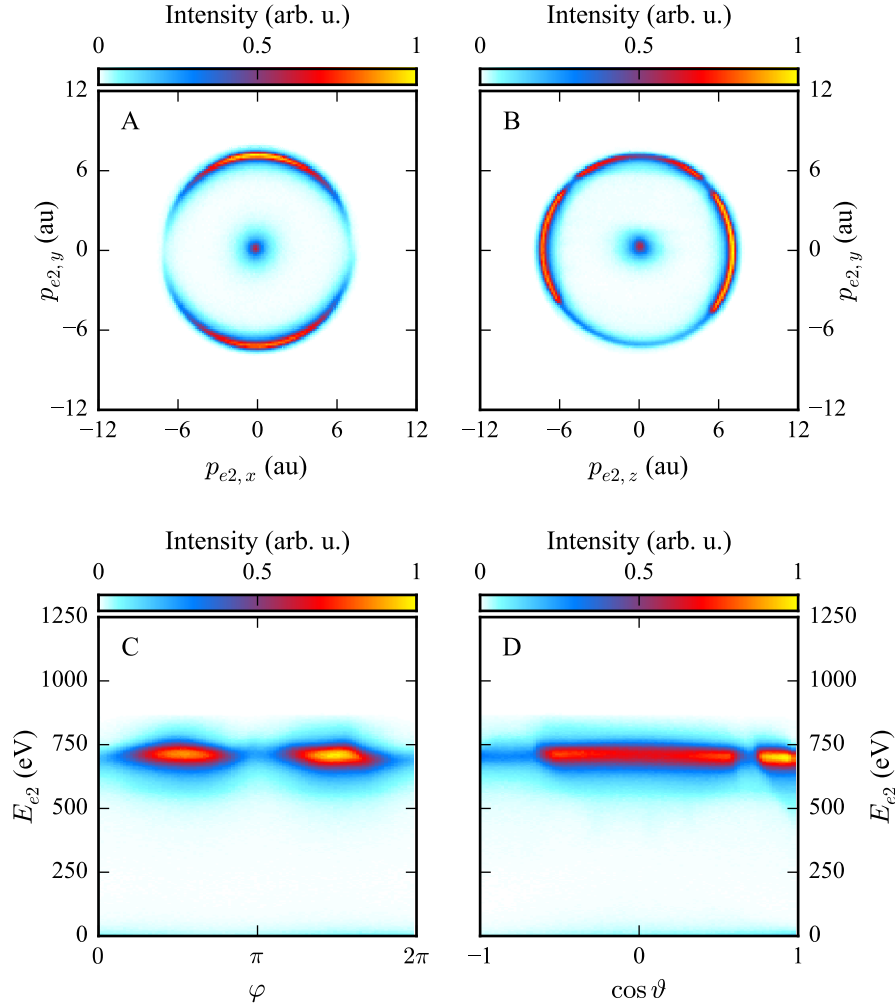 Intensity (arb. u.) Intensity (arb. u.)
0 0.5 1 0 0.5 1
12 12
A B
6 6
p_{e2,y} (au) 0 0 p_{e2,y} (au)
−6 −6
−12 −12
−12 −6 0 6 12 −12 −6 0 6 12
p_{e2,x} (au) p_{e2,z} (au)
Intensity (arb. u.) Intensity (arb. u.)
0 0.5 1 0 0.5 1
1250 1250
C D
1000 1000
750 750
E_{e2} (eV) E_{e2} (eV)
500 500
250 250
0 0
0 π 2π −1 0 1
φ cos ϑ